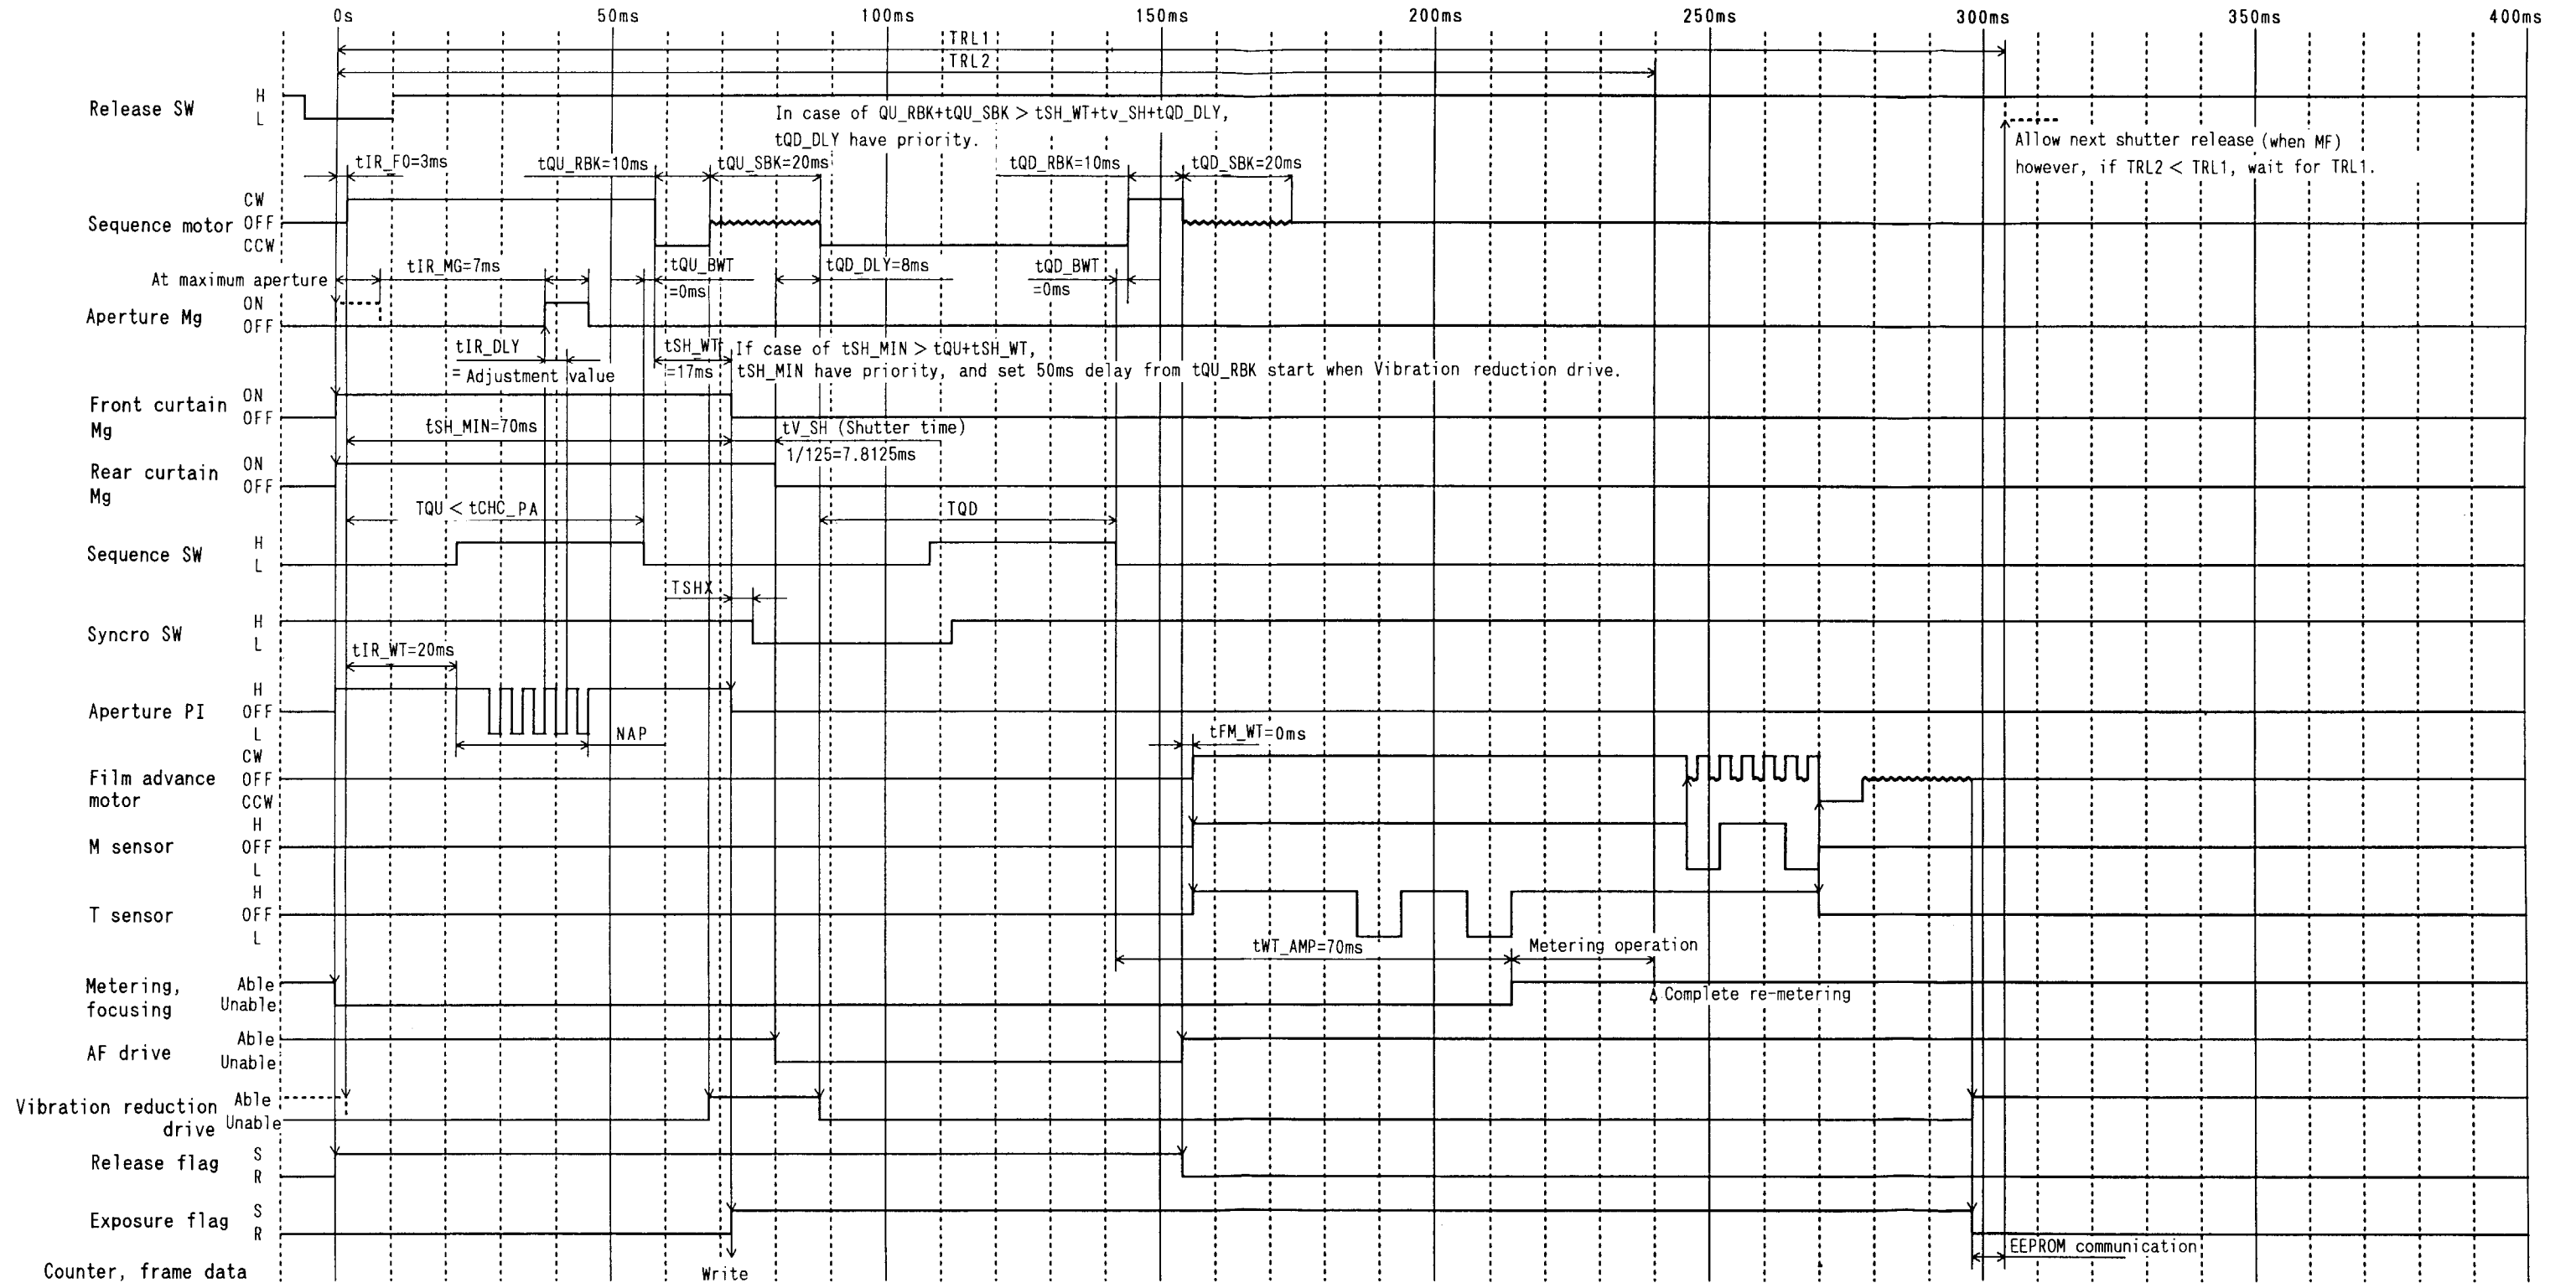 0s 50ms 100ms 150ms 200ms 250ms 300ms 350ms 400ms
TRL1
TRL2
Release SW H
L
In case of QU_RBK+tQU_SBK > tSH_WT+tv_SH+tQD_DLY,
tQD_DLY have priority.
Allow next shutter release (when MF)
however, if TRL2 < TRL1, wait for TRL1.
tIR_F0=3ms tQU_RBK=10ms tQU_SBK=20ms tQD_RBK=10ms tQD_SBK=20ms
Sequence motor CW
OFF
CCW
At maximum aperture tIR_MG=7ms tQU_BWT
=0ms
tQD_DLY=8ms tQD_BWT
=0ms
Aperture Mg ON
OFF
tIR_DLY
= Adjustment value
tSH_WT
=17ms
If case of tSH_MIN > tQU+tSH_WT,
tSH_MIN have priority, and set 50ms delay from tQU_RBK start when Vibration reduction drive.
Front curtain
Mg
ON
OFF
tSH_MIN=70ms tV_SH (Shutter time)
1/125=7.8125ms
Rear curtain
Mg
ON
OFF
TQU < tCHC_PA TQD
Sequence SW H
L
TSHX
Syncro SW H
L
tIR_WT=20ms
Aperture PI H
OFF
L
NAP
tFM_WT=0ms
Film advance
motor
CW
OFF
CCW
M sensor H
OFF
L
T sensor H
OFF
L
tWT_AMP=70ms Metering operation
Metering,
focusing
Able
Unable
Complete re-metering
AF drive Able
Unable
Vibration reduction
drive
Able
Unable
Release flag S
R
Exposure flag S
R
EEPROM communication
Counter, frame data Write